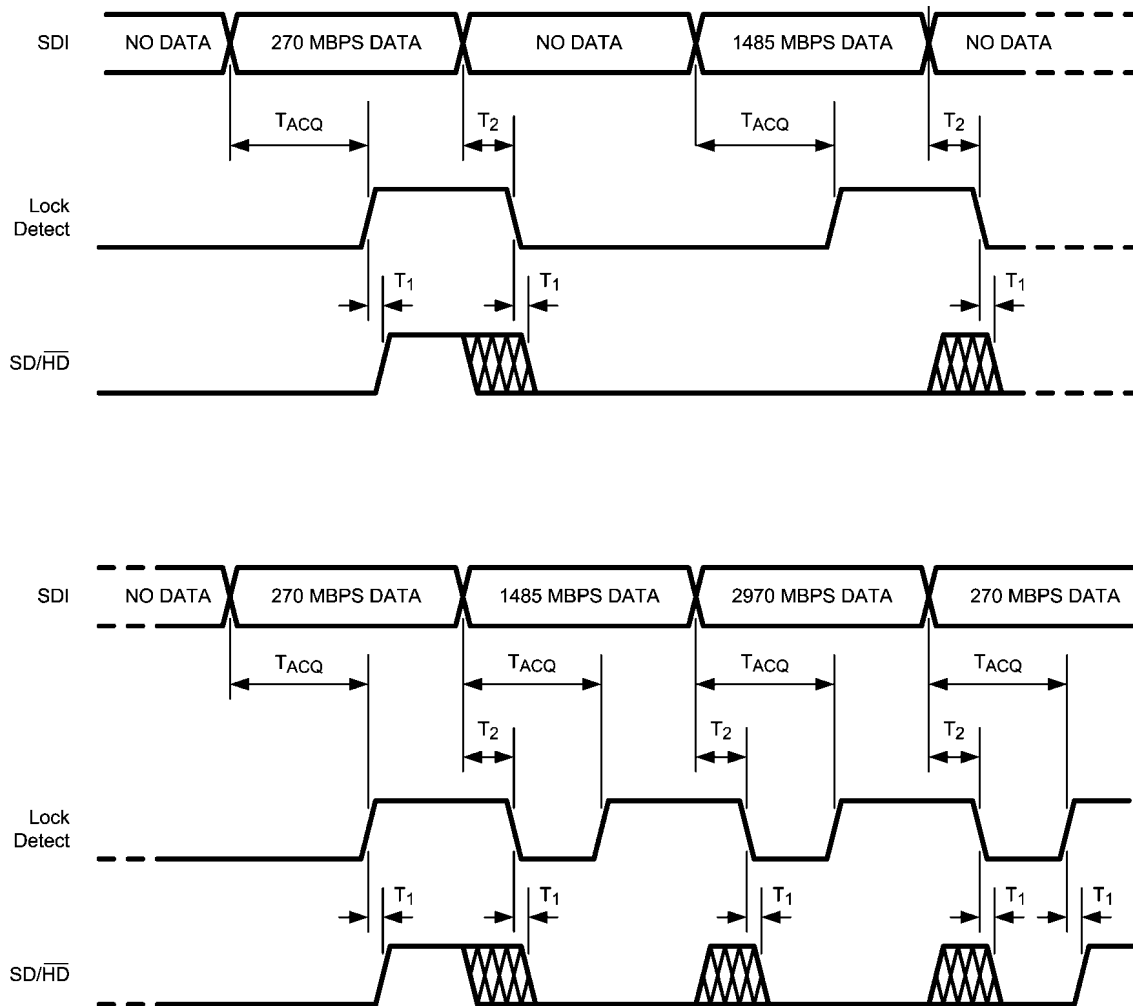 SDI NO DATA 270 MBPS DATA NO DATA 1485 MBPS DATA NO DATA
TACQ T2 TACQ T2
Lock
Detect
T1 T1 T1
SD/H̅D̅
SDI NO DATA 270 MBPS DATA 1485 MBPS DATA 2970 MBPS DATA 270 MBPS DATA
TACQ TACQ TACQ TACQ
T2 T2 T2
Lock
Detect
T1 T1 T1 T1 T1
SD/H̅D̅